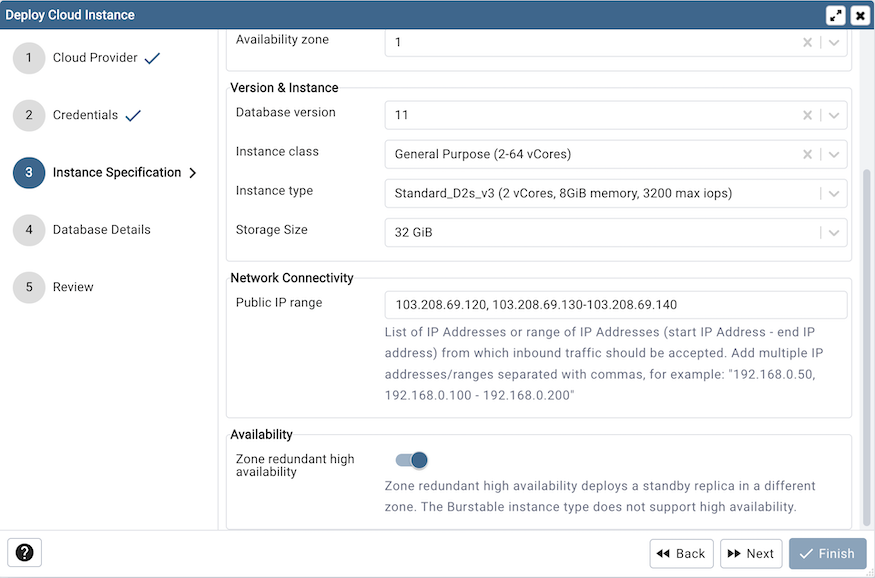 Deploy Cloud Instance
1 Cloud Provider
2 Credentials
3 Instance Specification
4 Database Details
5 Review
Availability zone 1
Version & Instance
Database version 11
Instance class General Purpose (2-64 vCores)
Instance type Standard_D2s_v3 (2 vCores, 8GiB memory, 3200 max iops)
Storage Size 32 GiB
Network Connectivity
Public IP range 103.208.69.120, 103.208.69.130-103.208.69.140
List of IP Addresses or range of IP Addresses (start IP Address - end IP
address) from which inbound traffic should be accepted. Add multiple IP
addresses/ranges separated with commas, for example: "192.168.0.50,
192.168.0.100 - 192.168.0.200"
Availability
Zone redundant high
availability
Zone redundant high availability deploys a standby replica in a different
zone. The Burstable instance type does not support high availability.
? Back Next Finish